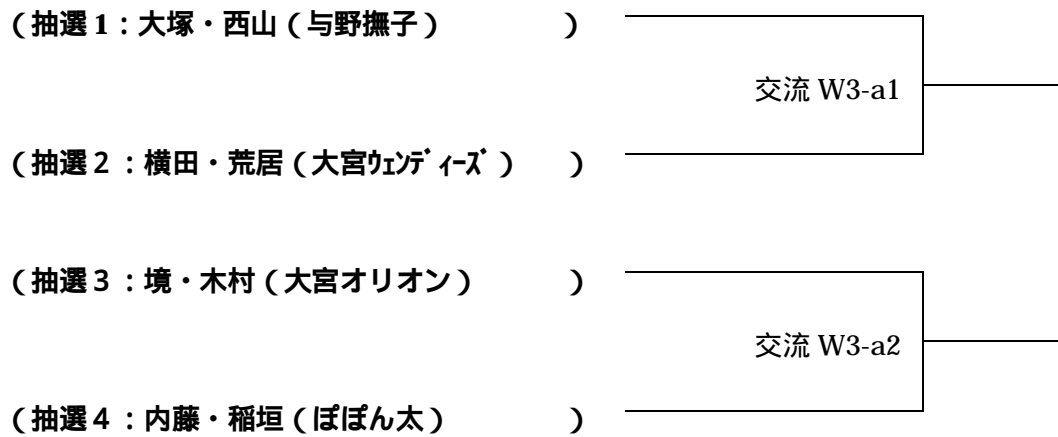 (抽選1:大塚・西山(与野撫子) )
交流 W3-a1
(抽選2:横田・荒居(大宮ｳｪﾝﾃﾞｨｰｽﾞ) )
(抽選3:境・木村(大宮オリオン) )
交流 W3-a2
(抽選4:内藤・稲垣(ぽぽん太) )